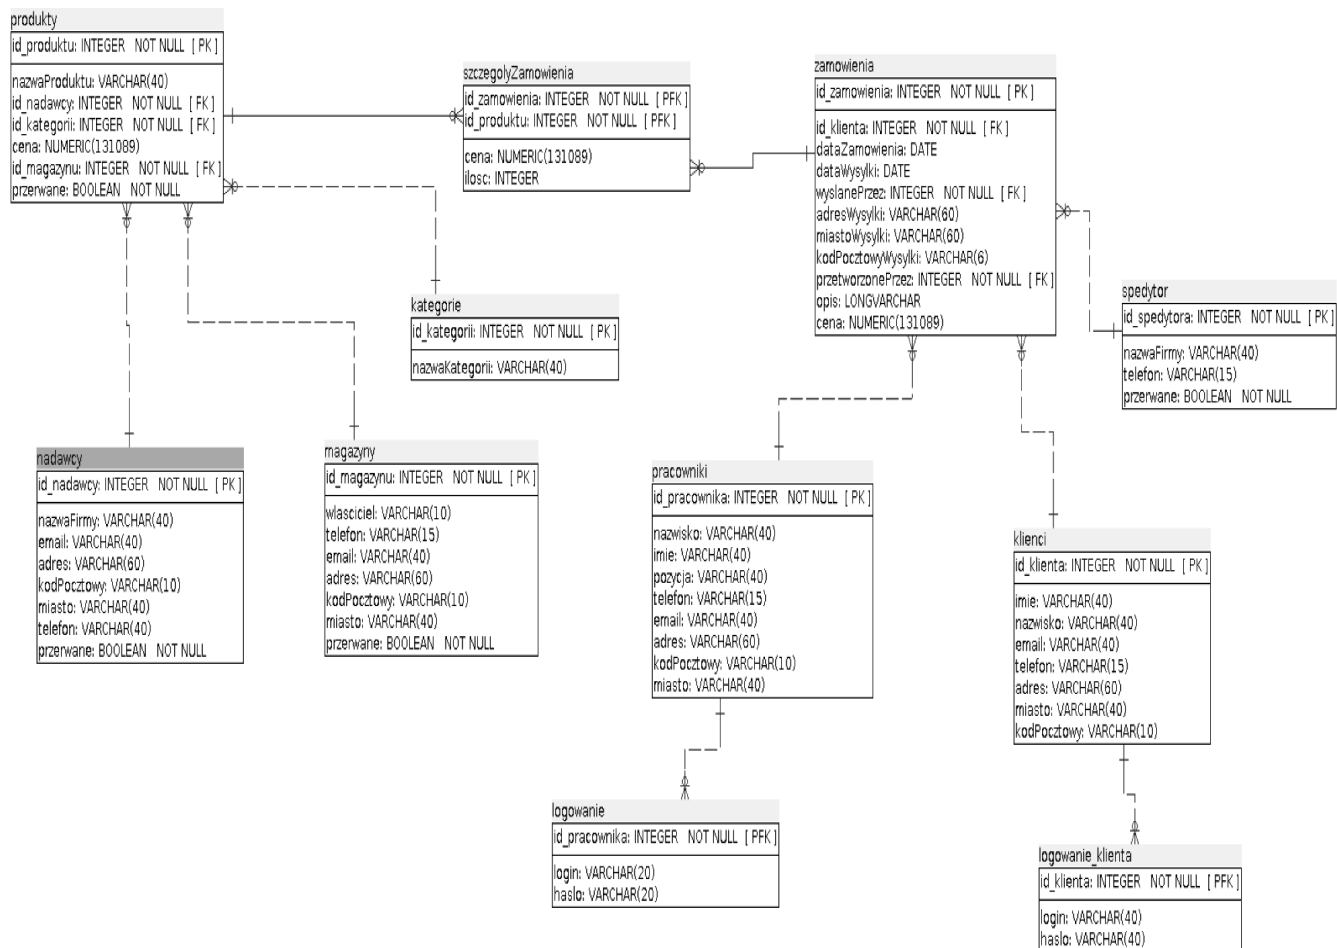 produkty
id_produktu: INTEGER NOT NULL [ PK ]
nazwaProduktu: VARCHAR(40)
id_nadawcy: INTEGER NOT NULL [ FK ]
id_kategorii: INTEGER NOT NULL [ FK ]
cena: NUMERIC(131089)
id_magazynu: INTEGER NOT NULL [ FK ]
przerwane: BOOLEAN NOT NULL
szczegolyZamowienia
id_zamowienia: INTEGER NOT NULL [ PFK ]
id_produktu: INTEGER NOT NULL [ PFK ]
cena: NUMERIC(131089)
ilosc: INTEGER
zamowienia
id_zamowienia: INTEGER NOT NULL [ PK ]
id_klienta: INTEGER NOT NULL [ FK ]
dataZamowienia: DATE
dataWysylki: DATE
wyslanePrzez: INTEGER NOT NULL [ FK ]
adresWysylki: VARCHAR(60)
miastoWysylki: VARCHAR(60)
kodPocztowyWysylki: VARCHAR(6)
przetworzonePrzez: INTEGER NOT NULL [ FK ]
opis: LONGVARCHAR
cena: NUMERIC(131089)
kategorie
id_kategorii: INTEGER NOT NULL [ PK ]
nazwaKategorii: VARCHAR(40)
spedytor
id_spedytora: INTEGER NOT NULL [ PK ]
nazwaFirmy: VARCHAR(40)
telefon: VARCHAR(15)
przerwane: BOOLEAN NOT NULL
nadawcy
id_nadawcy: INTEGER NOT NULL [ PK ]
nazwaFirmy: VARCHAR(40)
email: VARCHAR(40)
adres: VARCHAR(60)
kodPocztowy: VARCHAR(10)
miasto: VARCHAR(40)
telefon: VARCHAR(40)
przerwane: BOOLEAN NOT NULL
magazyny
id_magazynu: INTEGER NOT NULL [ PK ]
wlasciciel: VARCHAR(10)
telefon: VARCHAR(15)
email: VARCHAR(40)
adres: VARCHAR(60)
kodPocztowy: VARCHAR(10)
miasto: VARCHAR(40)
przerwane: BOOLEAN NOT NULL
pracowniki
id_pracownika: INTEGER NOT NULL [ PK ]
nazwisko: VARCHAR(40)
imie: VARCHAR(40)
pozycja: VARCHAR(40)
telefon: VARCHAR(15)
email: VARCHAR(40)
adres: VARCHAR(60)
kodPocztowy: VARCHAR(10)
miasto: VARCHAR(40)
klienci
id_klienta: INTEGER NOT NULL [ PK ]
imie: VARCHAR(40)
nazwisko: VARCHAR(40)
email: VARCHAR(40)
telefon: VARCHAR(15)
adres: VARCHAR(60)
miasto: VARCHAR(40)
kodPocztowy: VARCHAR(10)
logowanie
id_pracownika: INTEGER NOT NULL [ PFK ]
login: VARCHAR(20)
haslo: VARCHAR(20)
logowanie_klienta
id_klienta: INTEGER NOT NULL [ PFK ]
login: VARCHAR(40)
haslo: VARCHAR(40)